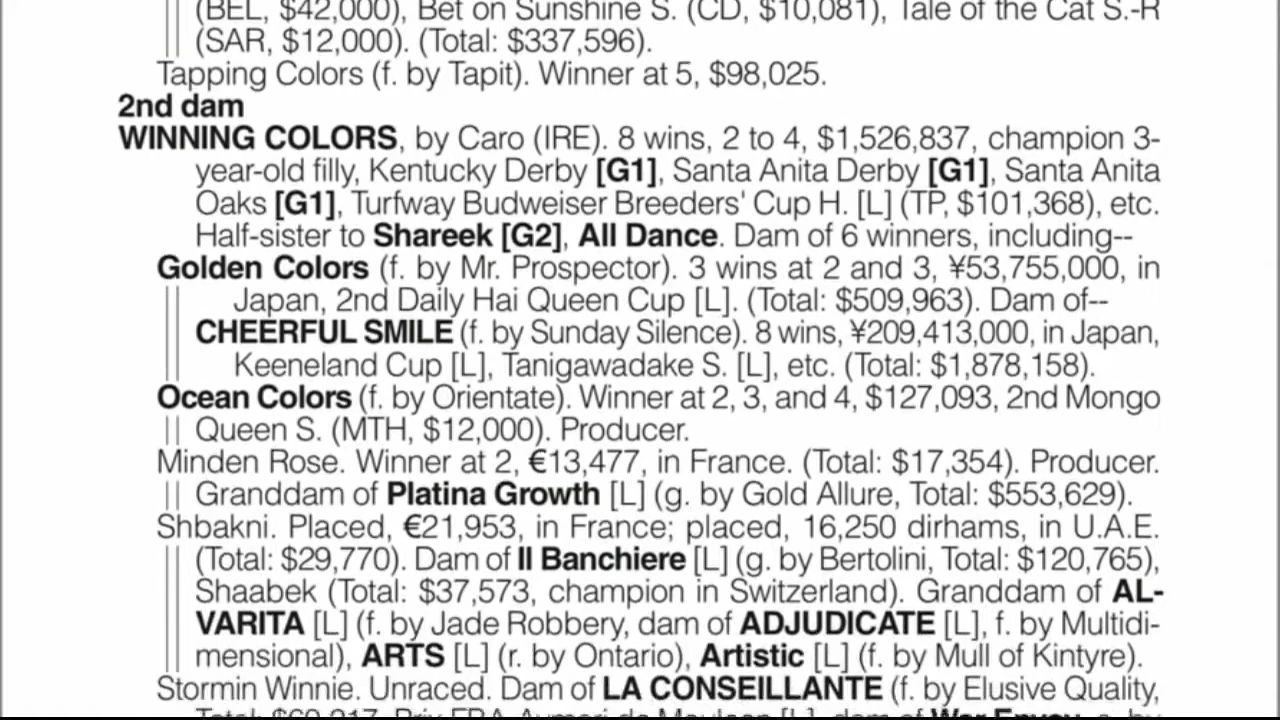 (BEL, $42,000), Bet on Sunshine S. (CD, $10,081), Tale of the Cat S.-R
(SAR, $12,000). (Total: $337,596).
Tapping Colors (f. by Tapit). Winner at 5, $98,025.
2nd dam
WINNING COLORS, by Caro (IRE). 8 wins, 2 to 4, $1,526,837, champion 3-
year-old filly, Kentucky Derby [G1], Santa Anita Derby [G1], Santa Anita
Oaks [G1], Turfway Budweiser Breeders' Cup H. [L] (TP, $101,368), etc.
Half-sister to Shareek [G2], All Dance. Dam of 6 winners, including--
Golden Colors (f. by Mr. Prospector). 3 wins at 2 and 3, ¥53,755,000, in
Japan, 2nd Daily Hai Queen Cup [L]. (Total: $509,963). Dam of--
CHEERFUL SMILE (f. by Sunday Silence). 8 wins, ¥209,413,000, in Japan,
Keeneland Cup [L], Tanigawadake S. [L], etc. (Total: $1,878,158).
Ocean Colors (f. by Orientate). Winner at 2, 3, and 4, $127,093, 2nd Mongo
Queen S. (MTH, $12,000). Producer.
Minden Rose. Winner at 2, €13,477, in France. (Total: $17,354). Producer.
Granddam of Platina Growth [L] (g. by Gold Allure, Total: $553,629).
Shbakni. Placed, €21,953, in France; placed, 16,250 dirhams, in U.A.E.
(Total: $29,770). Dam of Il Banchiere [L] (g. by Bertolini, Total: $120,765),
Shaabek (Total: $37,573, champion in Switzerland). Granddam of AL-
VARITA [L] (f. by Jade Robbery, dam of ADJUDICATE [L], f. by Multidi-
mensional), ARTS [L] (r. by Ontario), Artistic [L] (f. by Mull of Kintyre).
Stormin Winnie. Unraced. Dam of LA CONSEILLANTE (f. by Elusive Quality,